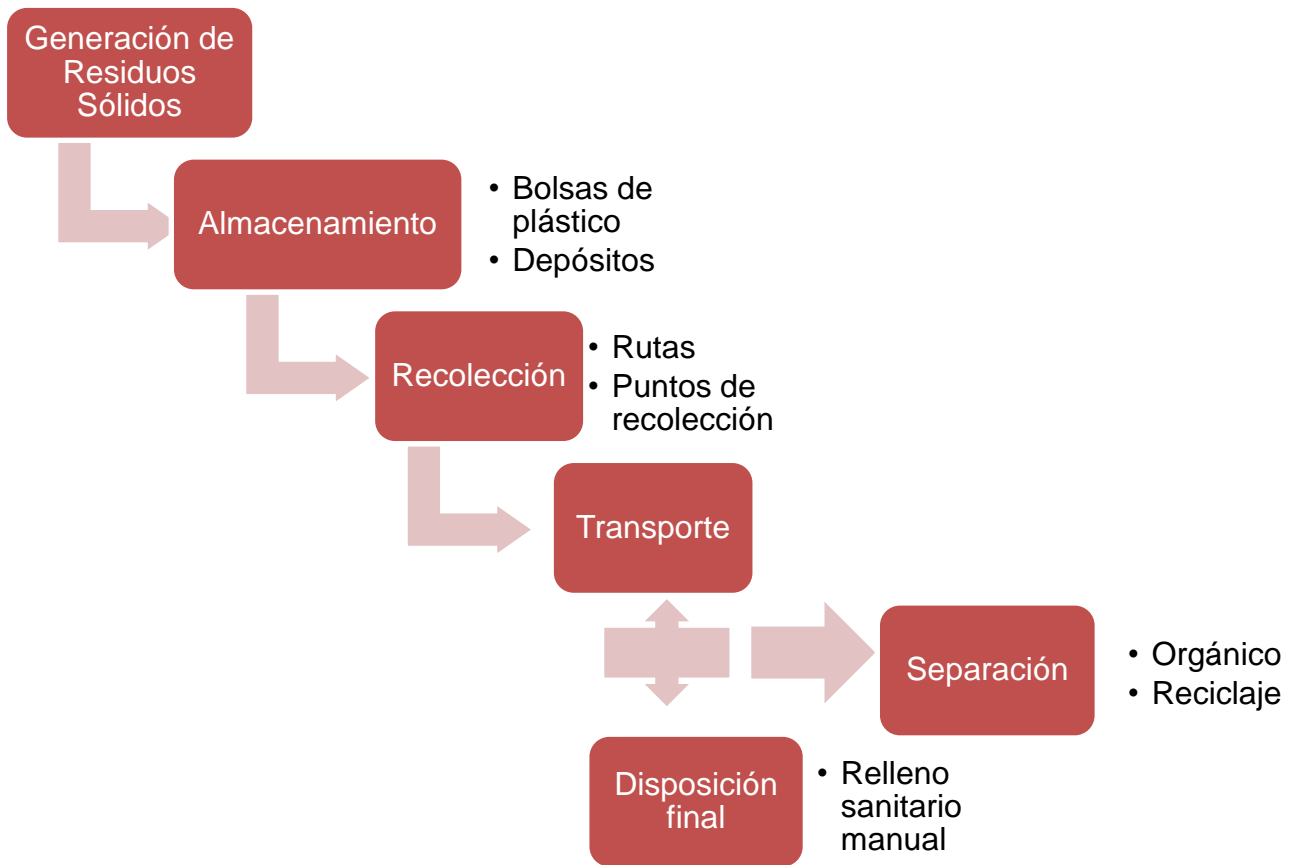 Generación de
Residuos
Sólidos
Almacenamiento
• Bolsas de
plástico
• Depósitos
Recolección
• Rutas
• Puntos de
recolección
Transporte
Separación
• Orgánico
• Reciclaje
Disposición
final
• Relleno
sanitario
manual